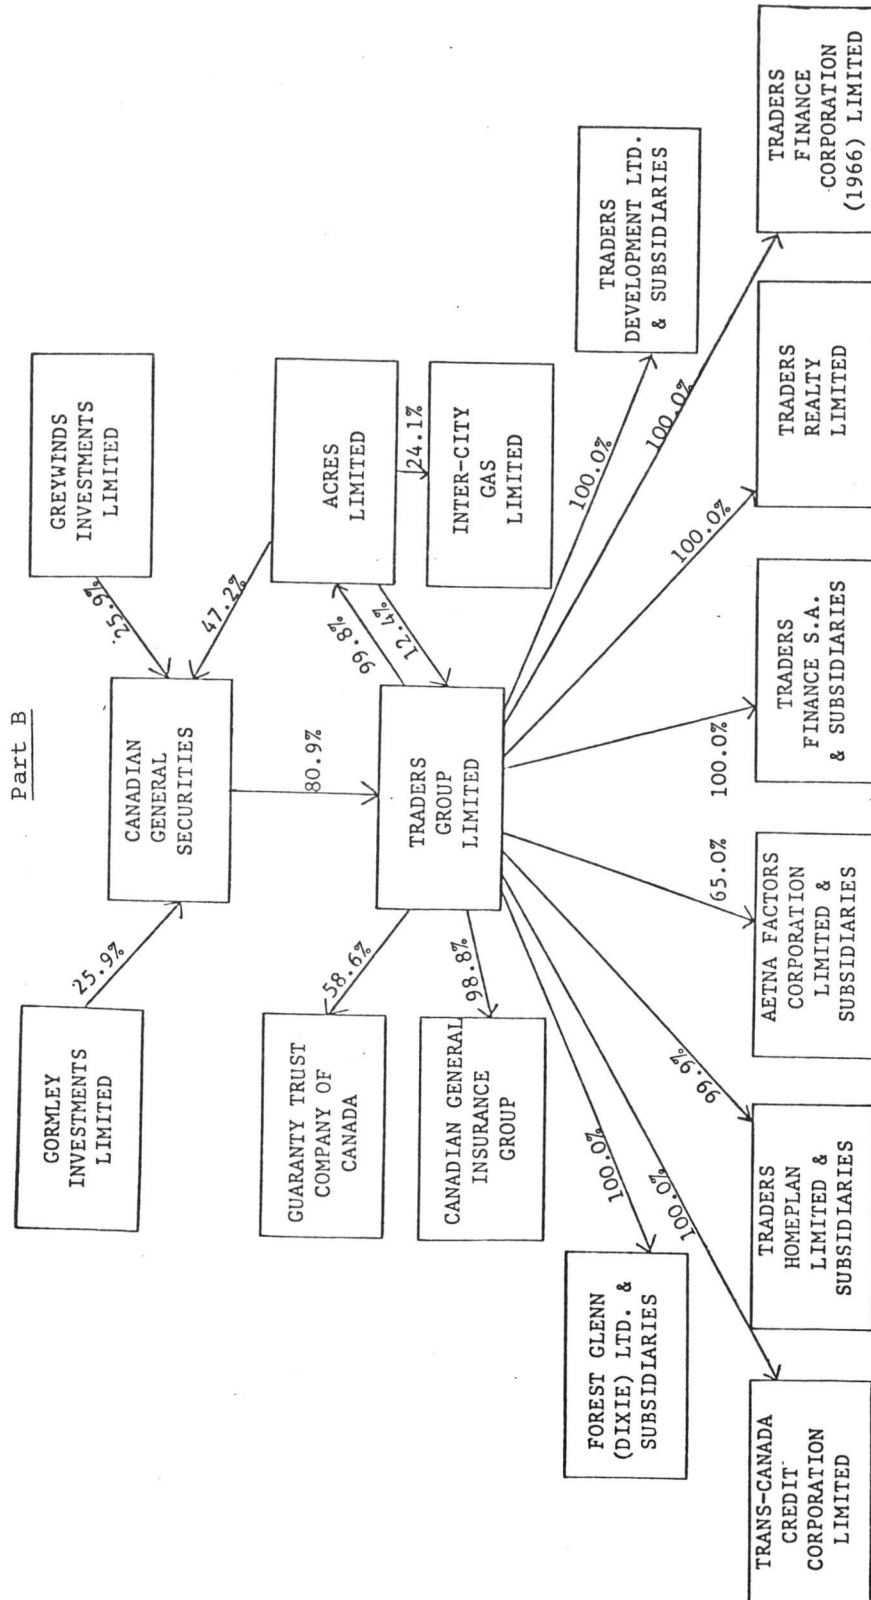 Part B
GORMLEY
INVESTMENTS
LIMITED
25.9%
CANADIAN
GENERAL
SECURITIES
25.9%
GREYWINDS
INVESTMENTS
LIMITED
47.2%
80.9%
GUARANTY TRUST
COMPANY OF
CANADA
58.6%
TRADERS
GROUP
LIMITED
99.8%
12.4%
ACRES
LIMITED
24.1%
CANADIAN GENERAL
INSURANCE
GROUP
98.8%
INTER-CITY
GAS
LIMITED
FOREST GLENN
(DIXIE) LTD. &
SUBSIDIARIES
100.0%
100.0%
TRADERS
DEVELOPMENT LTD.
& SUBSIDIARIES
100.0%
99.9%
65.0%
100.0%
100.0%
100.0%
TRANS-CANADA
CREDIT
CORPORATION
LIMITED
TRADERS
HOMEPLAN
LIMITED &
SUBSIDIARIES
AETNA FACTORS
CORPORATION
LIMITED &
SUBSIDIARIES
TRADERS
FINANCE S.A.
& SUBSIDIARIES
TRADERS
REALTY
LIMITED
TRADERS
FINANCE
CORPORATION
(1966) LIMITED